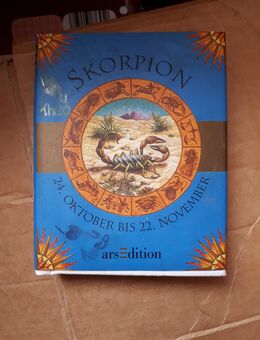 SKORPION
24. OKTOBER BIS 22. NOVEMBER
arsEdition